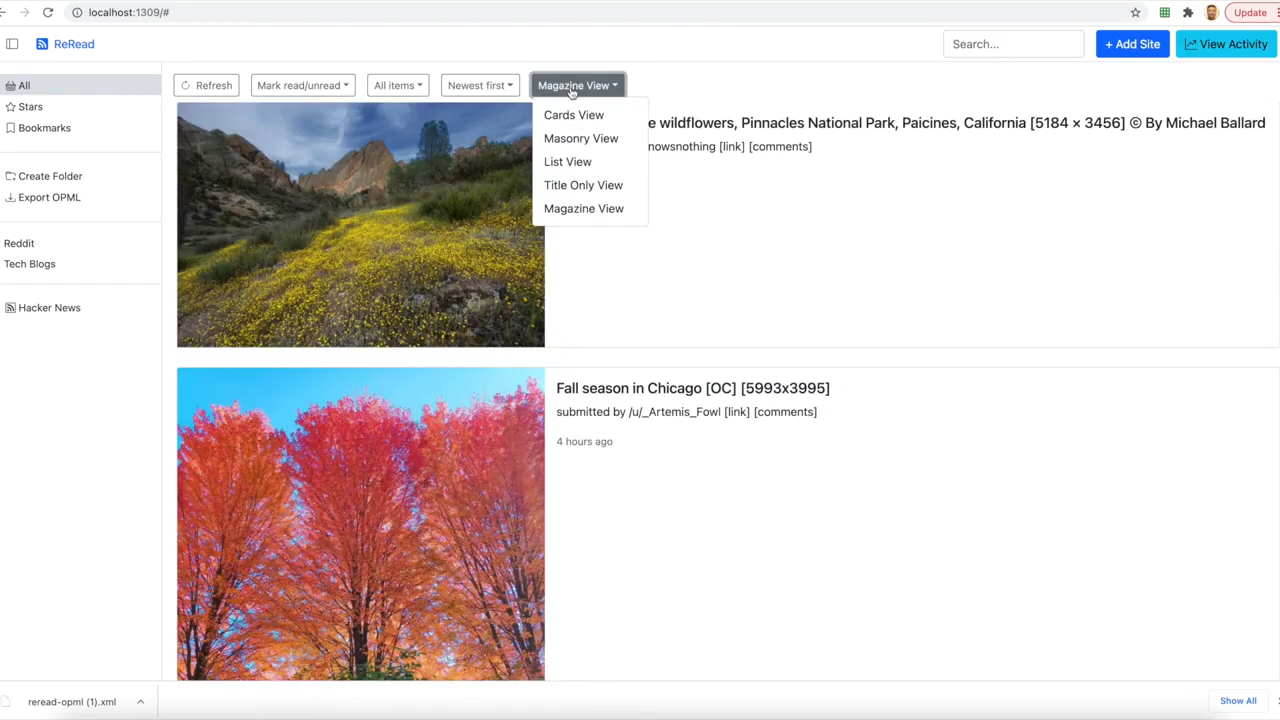 localhost:1309/#
Update
ReRead
Search...
+ Add Site
View Activity
All
Stars
Bookmarks
Create Folder
Export OPML
Reddit
Tech Blogs
Hacker News
Refresh
Mark read/unread
All items
Newest first
Magazine View
Cards View
Masonry View
List View
Title Only View
Magazine View
wildflowers, Pinnacles National Park, Paicines, California [5184 × 3456] © By Michael Ballard
[link] [comments]
Fall season in Chicago [OC] [5993x3995]
submitted by /u/_Artemis_Fowl [link] [comments]
4 hours ago
reread-opml (1).xml
Show All